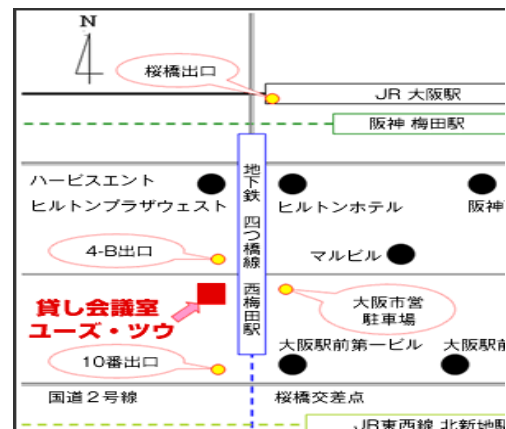 N
桜橋出口
JR 大阪駅
阪神 梅田駅
ハービスエント
ヒルトンプラザウェスト
地下鉄 四つ橋線 西梅田駅
ヒルトンホテル
阪神
4-B出口
マルビル
貸し会議室
ユーズ・ツウ
大阪市営
駐車場
10番出口
大阪駅前第一ビル
大阪駅前
国道2号線
桜橋交差点
JR東西線 北新地駅